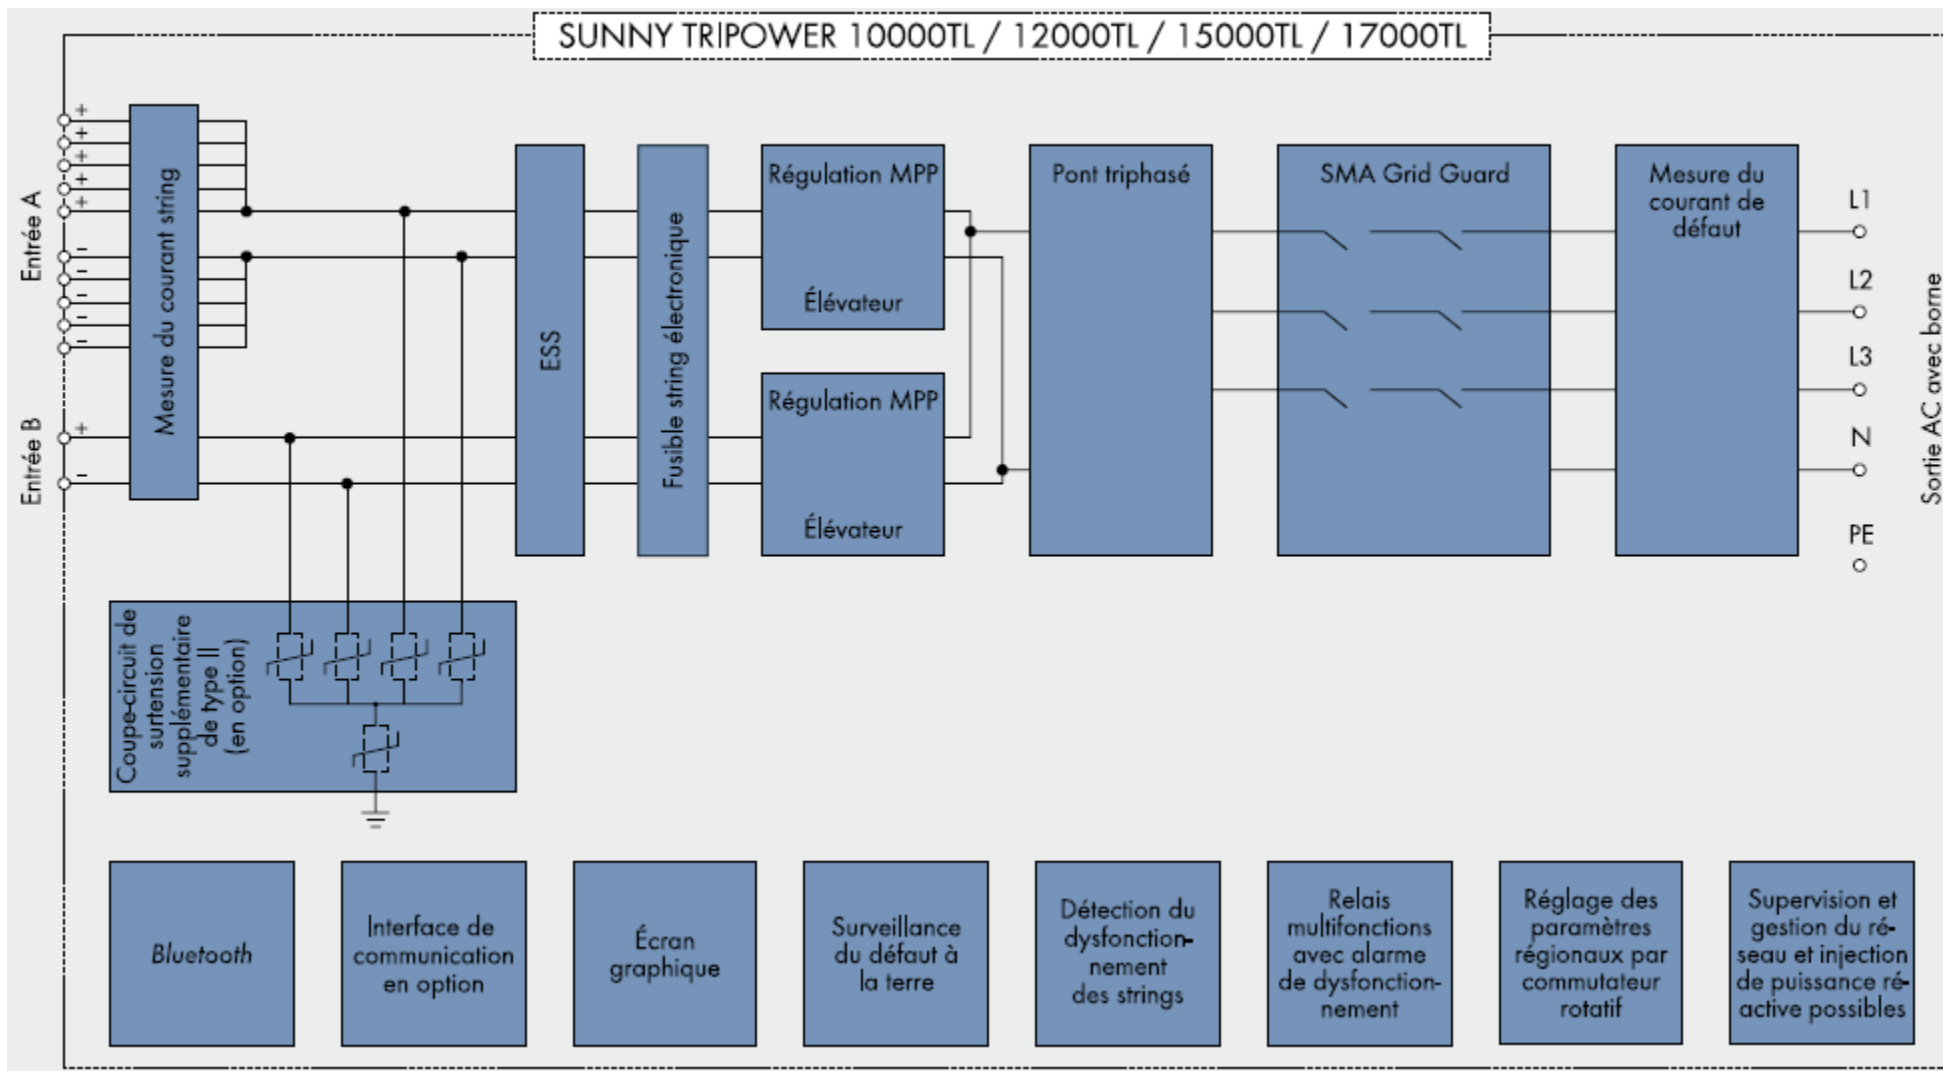 SUNNY TRIPOWER 10000TL / 12000TL / 15000TL / 17000TL
Entrée A
+
+
+
+
+
-
-
-
-
-
Entrée B
+
-
Mesure du courant string
ESS
Fusible string électronique
Régulation MPP
Élévateur
Régulation MPP
Élévateur
Pont triphasé
SMA Grid Guard
Mesure du
courant de
défaut
L1
L2
L3
N
PE
Sortie AC avec borne
Coupe-circuit de
surtension
supplémentaire
de type II
(en option)
Bluetooth
Interface de
communication
en option
Écran
graphique
Surveillance
du défaut à
la terre
Détection du
dysfonction-
nement
des strings
Relais
multifonctions
avec alarme
de dysfonction-
nement
Réglage des
paramètres
régionaux par
commutateur
rotatif
Supervision et
gestion du ré-
seau et injection
de puissance ré-
active possibles